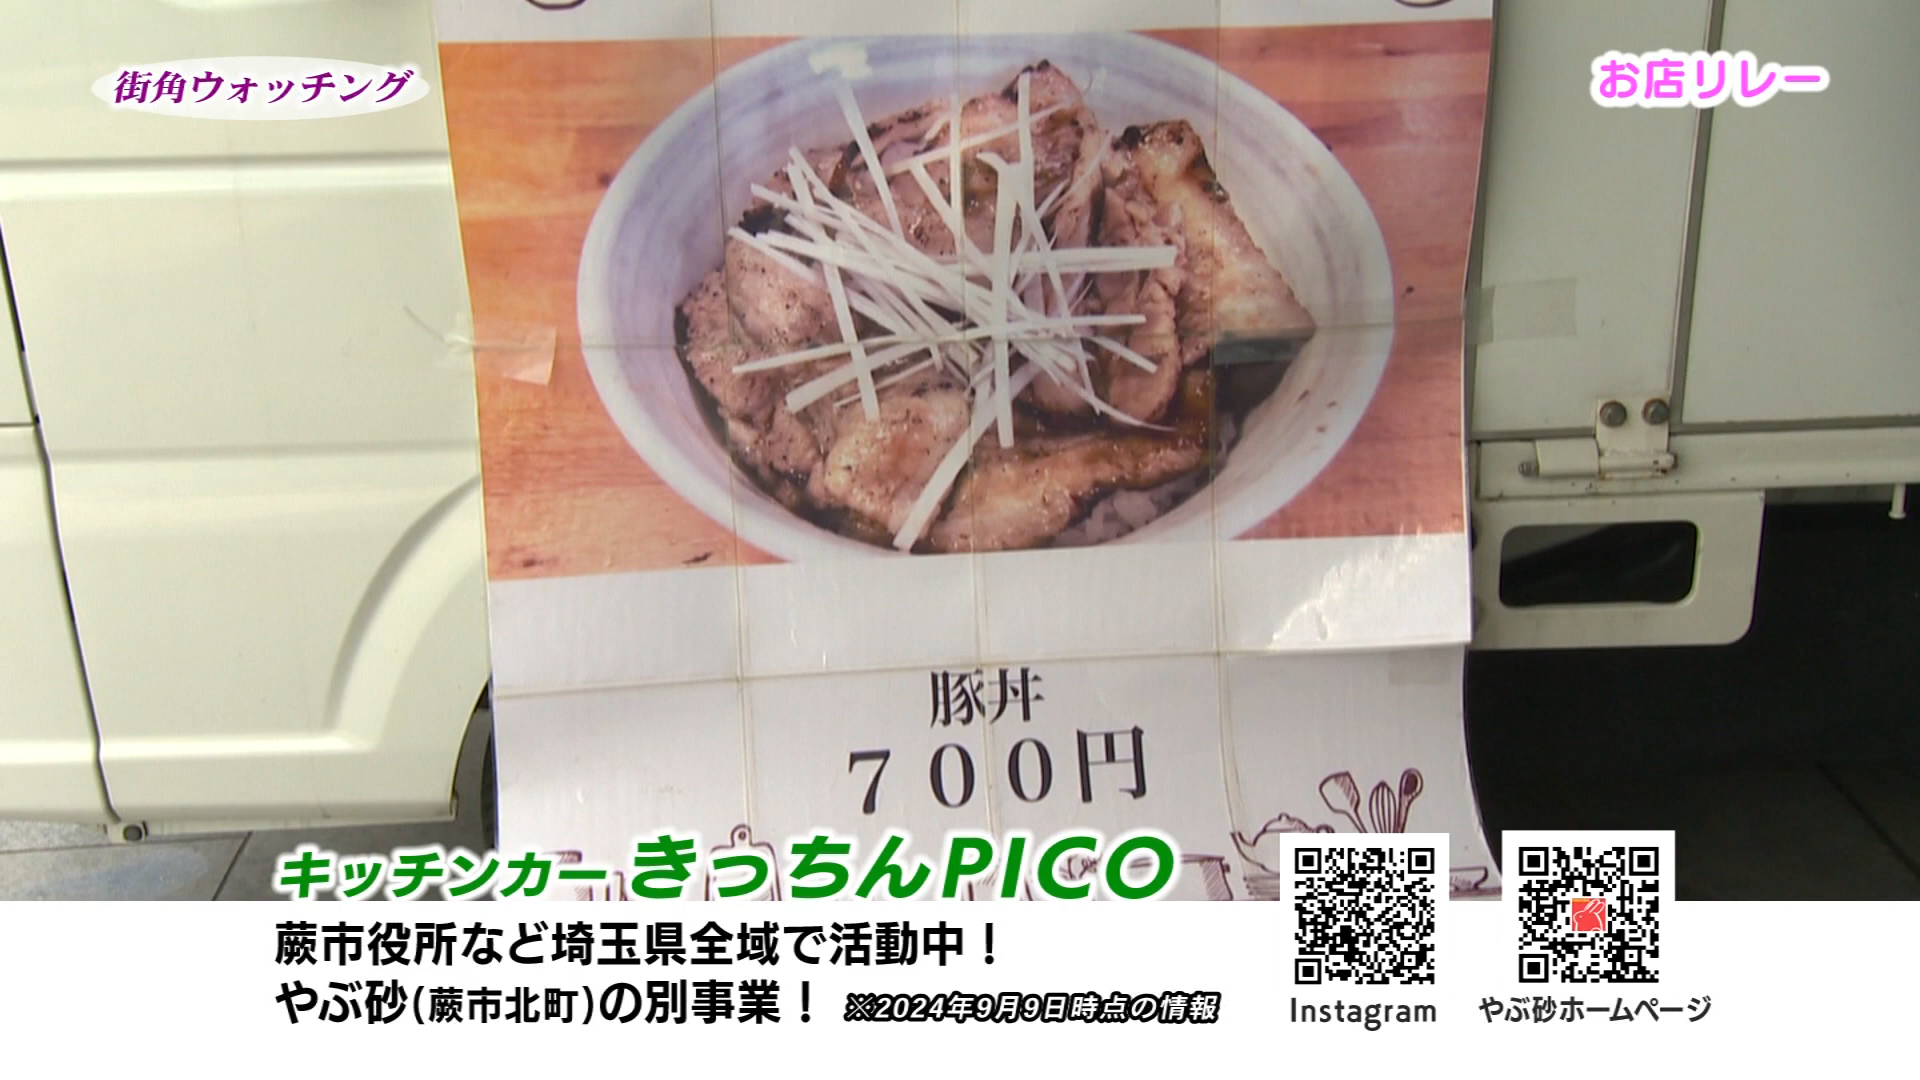 街角ウォッチング
お店リレー
豚丼
７００円
キッチンカー きっちんPICO
蕨市役所など埼玉県全域で活動中！
やぶ砂(蕨市北町)の別事業！ ※2024年9月9日時点の情報
Instagram
やぶ砂ホームページ